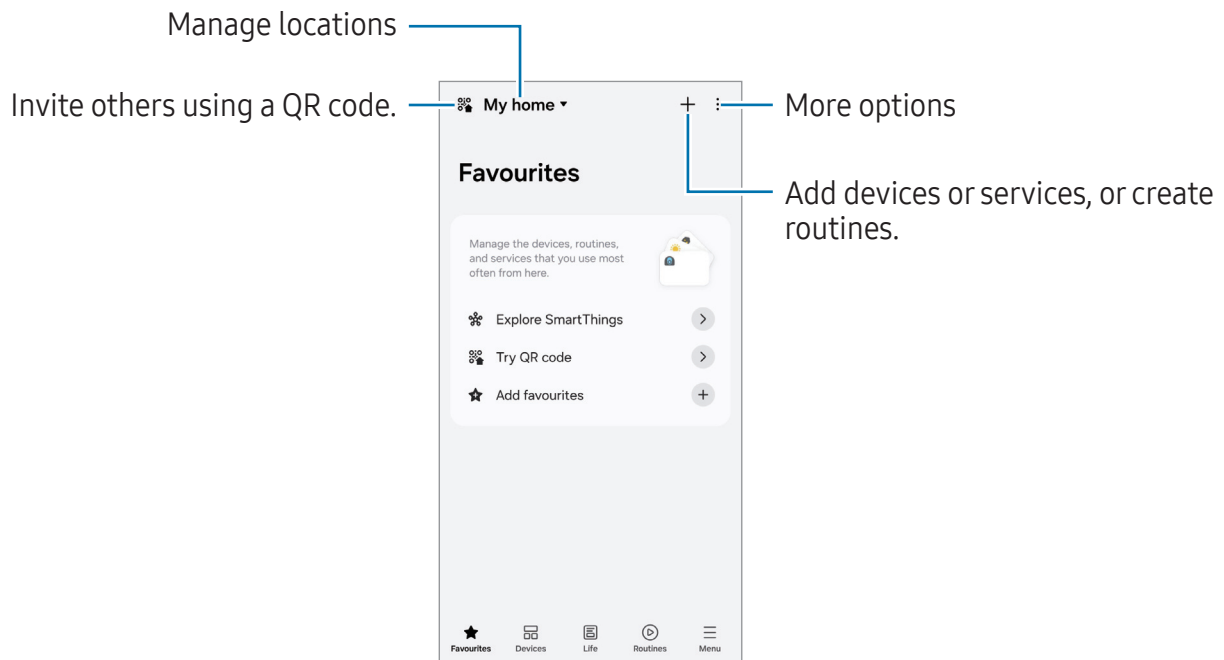 Manage locations
Invite others using a QR code.
My home
More options
Favourites
Add devices or services, or create
routines.
Manage the devices, routines,
and services that you use most
often from here.
Explore SmartThings
Try QR code
Add favourites
Favourites
Devices
Life
Routines
Menu